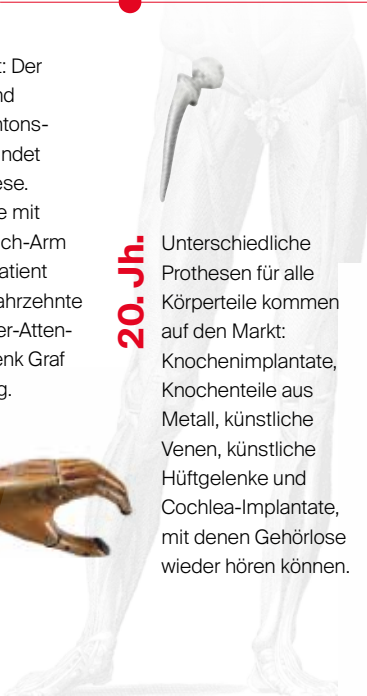 : Der
nd
ntons-
ndet
ese.
e mit
ch-Arm
atient
ahrzehnte
er-Atten-
enk Graf
g.
20. Jh.
Unterschiedliche
Prothesen für alle
Körperteile kommen
auf den Markt:
Knochenimplantate,
Knochenteile aus
Metall, künstliche
Venen, künstliche
Hüftgelenke und
Cochlea-Implantate,
mit denen Gehörlose
wieder hören können.